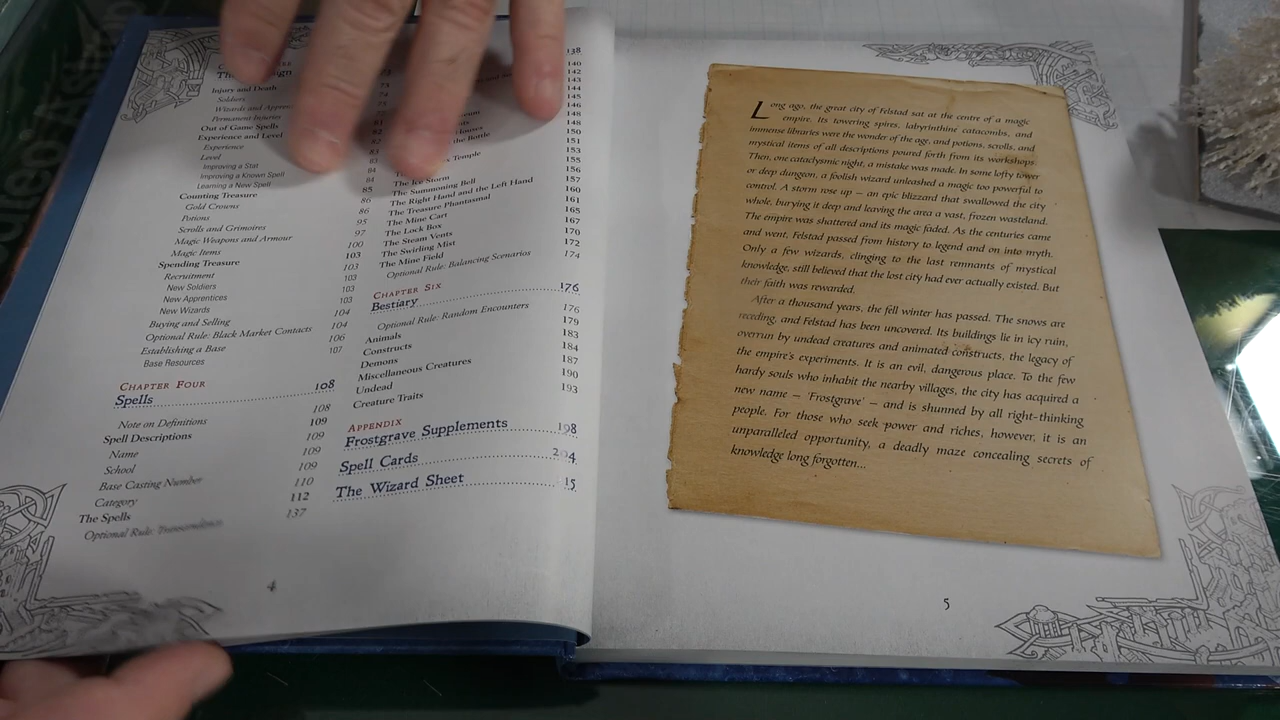 Injury and Death
Soldiers
Wizards and
Permanent Injuries
Out of Game Spells
Experience and Level
Experience
Level
Improving a Stat
Improving a Known Spell
Learning a New Spell
Counting Treasure
Gold Crowns
Potions
Scrolls and Grimoires
Magic Weapons and Armour
Magic Items
Spending Treasure
Recruitment
New Soldiers
New Apprentices
New Wizards
Buying and Selling
Optional Rule: Black Market Contacts
Establishing a Base
Base Resources
73
74
75
81
82
83
83
84
84
85
86
86
95
97
100
103
103
103
103
104
104
106
107
CHAPTER FOUR
Spells 108
Note on Definitions 108
Spell Descriptions 109
Name 109
School 109
Base Casting Number 109
Category 110
The Spells 112
Optional Rule: Transcendence 137
4
138
140
142
143
144
145
146
148
148
150
151
153
155
156
157
160
161
165
167
170
172
174
Temple
The Ice Storm
The Summoning Bell
The Right Hand and the Left Hand
The Treasure Phantasmal
The Mine Cart
The Lock Box
The Steam Vents
The Swirling Mist
The Mine Field
Optional Rule: Balancing Scenarios
CHAPTER SIX
Bestiary 176
Optional Rule: Random Encounters 176
Animals 179
Constructs 183
Demons 184
Miscellaneous Creatures 187
Undead 190
Creature Traits 193
APPENDIX
Frostgrave Supplements 198
Spell Cards 204
The Wizard Sheet 15
Long ago, the great city of Felstad sat at the centre of a magic
empire. Its towering spires, labyrinthine catacombs, and
immense libraries were the wonder of the age, and potions, scrolls, and
mystical items of all descriptions poured forth from its workshops.
Then, one cataclysmic night, a mistake was made. In some lofty tower
or deep dungeon, a foolish wizard unleashed a magic too powerful to
control. A storm rose up – an epic blizzard that swallowed the city
whole, burying it deep and leaving the area a vast, frozen wasteland.
The empire was shattered and its magic faded. As the centuries came
and went, Felstad passed from history to legend and on into myth.
Only a few wizards, clinging to the last remnants of mystical
knowledge, still believed that the lost city had ever actually existed. But
their faith was rewarded.
After a thousand years, the fell winter has passed. The snows are
receding, and Felstad has been uncovered. Its buildings lie in icy ruin,
overrun by undead creatures and animated constructs, the legacy of
the empire's experiments. It is an evil, dangerous place. To the few
hardy souls who inhabit the nearby villages, the city has acquired a
new name – 'Frostgrave' – and is shunned by all right-thinking
people. For those who seek power and riches, however, it is an
unparalleled opportunity, a deadly maze concealing secrets of
knowledge long forgotten...
5